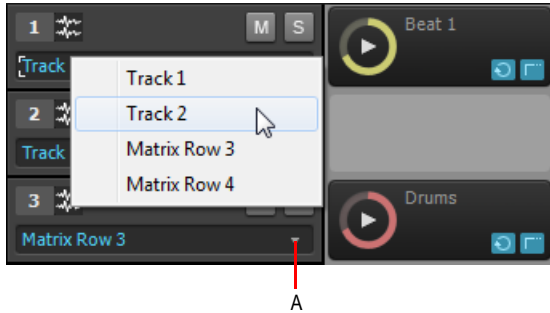 1 M S Beat 1
Track
Track 1
Track 2
Matrix Row 3
Matrix Row 4
2
Track
3 Drums
Matrix Row 3
A